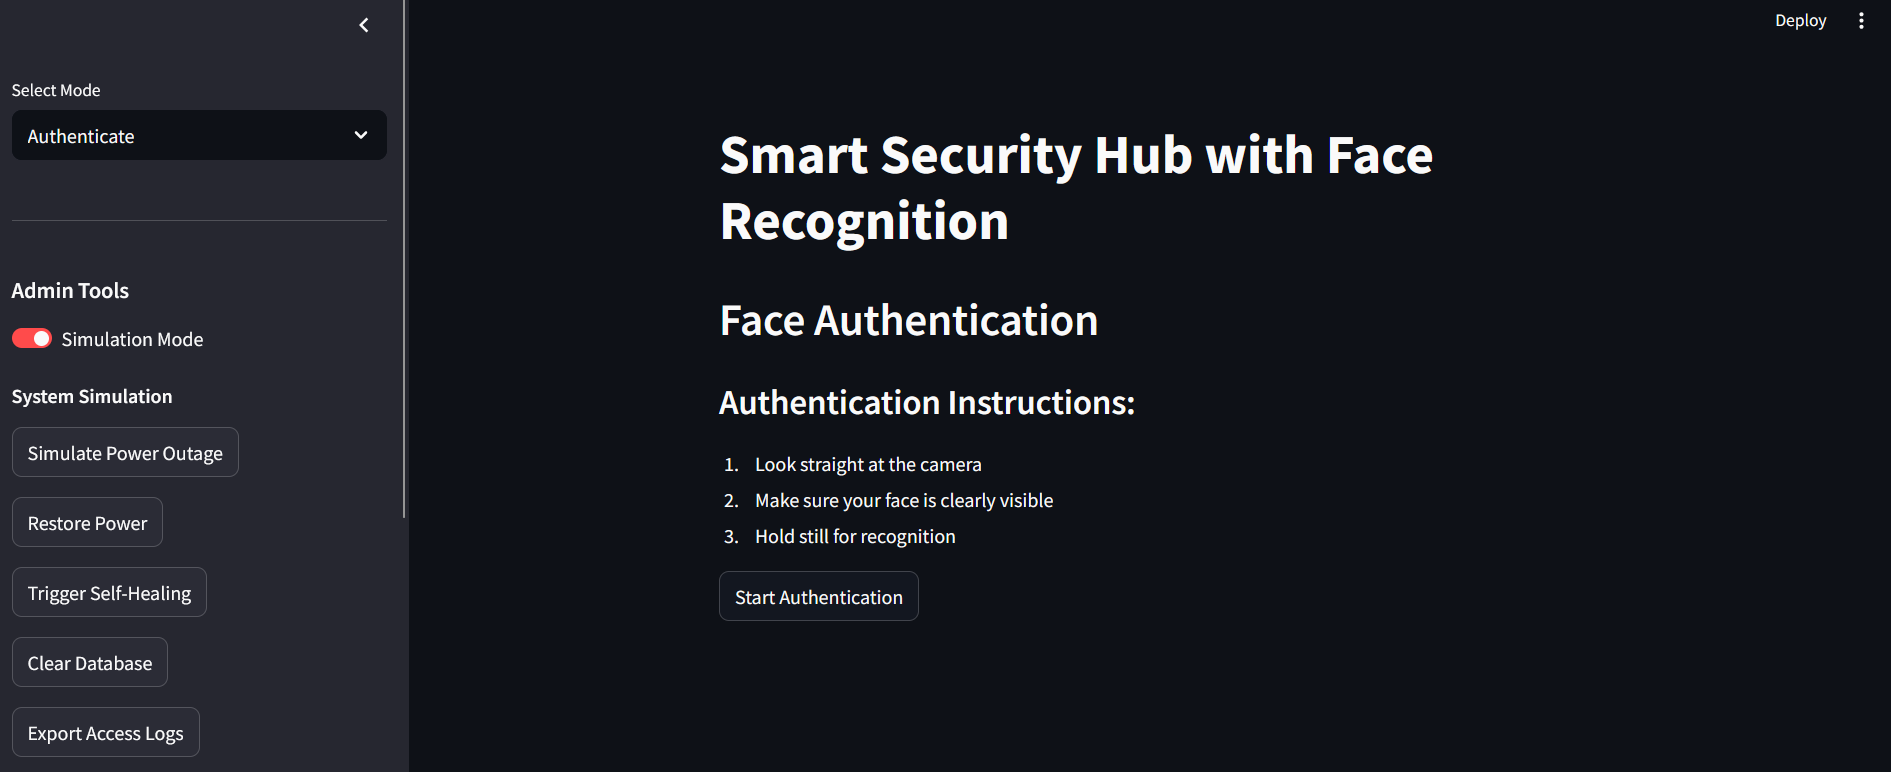 Select Mode
Authenticate
Admin Tools
Simulation Mode
System Simulation
Simulate Power Outage
Restore Power
Trigger Self-Healing
Clear Database
Export Access Logs
Deploy
Smart Security Hub with Face
Recognition
Face Authentication
Authentication Instructions:
1. Look straight at the camera
2. Make sure your face is clearly visible
3. Hold still for recognition
Start Authentication